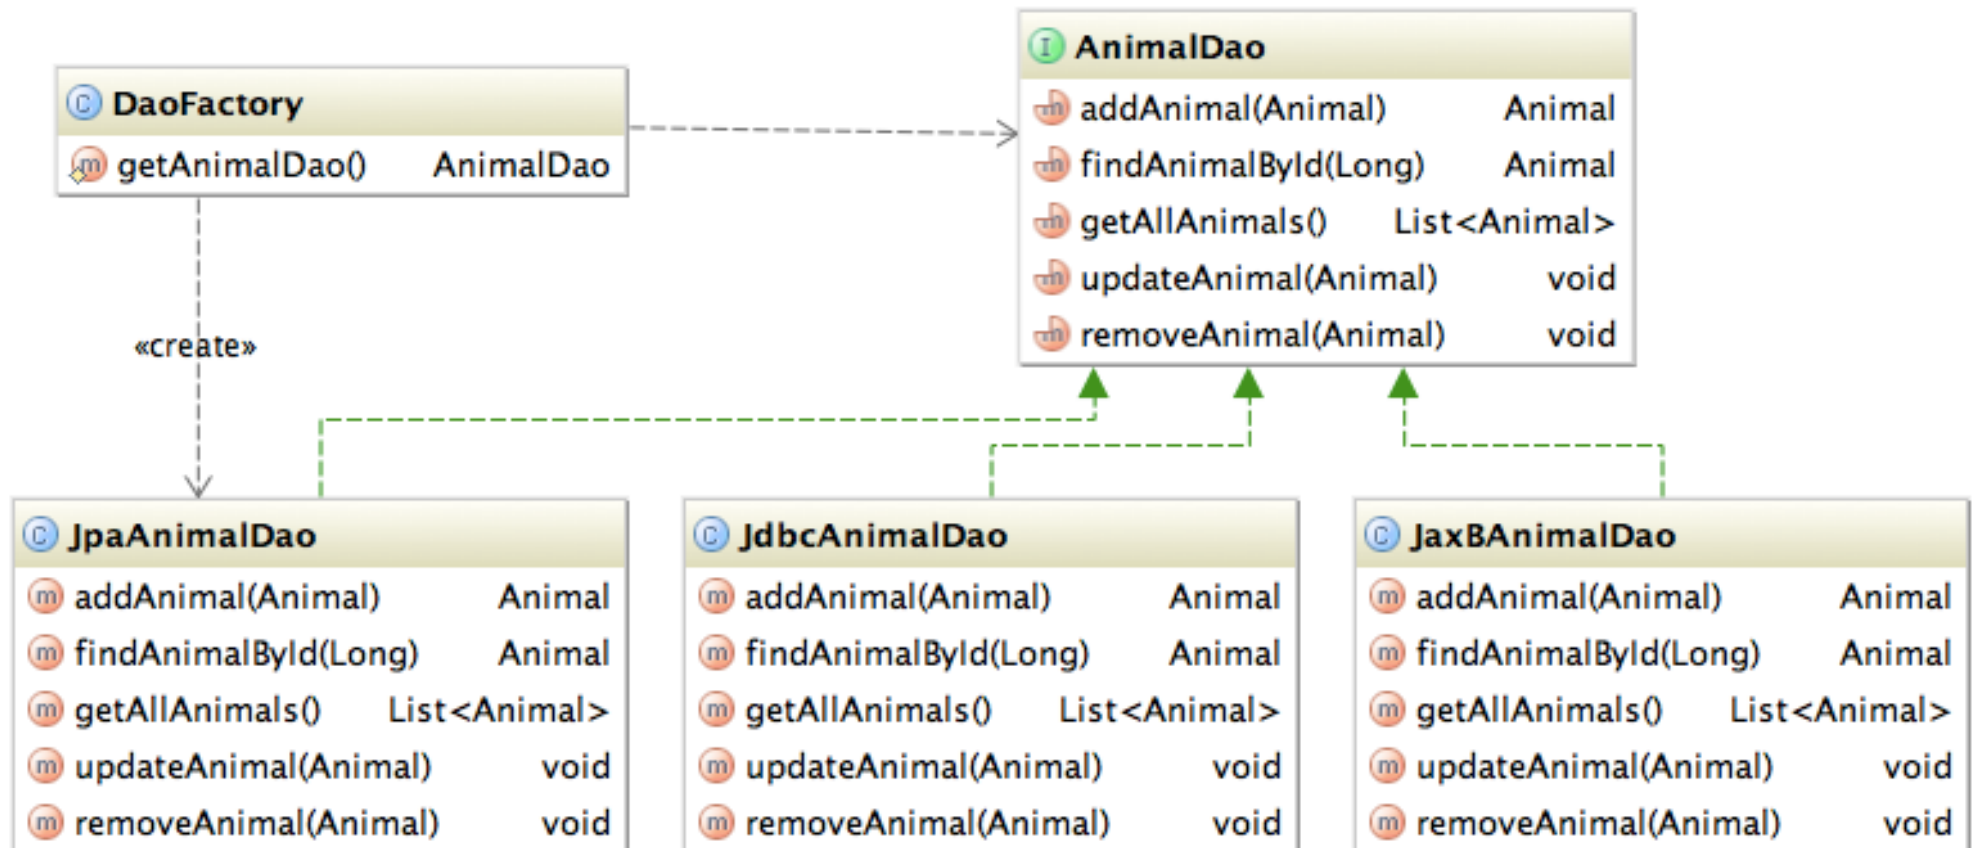 DaoFactory
getAnimalDao() AnimalDao
«create»
AnimalDao
addAnimal(Animal) Animal
findAnimalById(Long) Animal
getAllAnimals() List<Animal>
updateAnimal(Animal) void
removeAnimal(Animal) void
JpaAnimalDao
addAnimal(Animal) Animal
findAnimalById(Long) Animal
getAllAnimals() List<Animal>
updateAnimal(Animal) void
removeAnimal(Animal) void
JdbcAnimalDao
addAnimal(Animal) Animal
findAnimalById(Long) Animal
getAllAnimals() List<Animal>
updateAnimal(Animal) void
removeAnimal(Animal) void
JaxBAnimalDao
addAnimal(Animal) Animal
findAnimalById(Long) Animal
getAllAnimals() List<Animal>
updateAnimal(Animal) void
removeAnimal(Animal) void